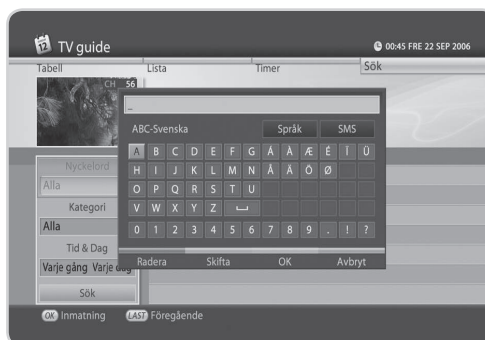 12 TV guide 00:45 FRE 22 SEP 2006
Tabell Lista Timer Sök
CH 56
_
ABC-Svenska Språk SMS
A B C D E F G Á À Æ É Ï Ü
H I J K L M N Å Ä Ö Ø
O P Q R S T U
V W X Y Z
0 1 2 3 4 5 6 7 8 9 . ! ?
Radera Skifta OK Avbryt
Nyckelord
Alla
Kategori
Alla
Tid & Dag
Varje gång Varje dag
Sök
OK Inmatning LAST Föregående